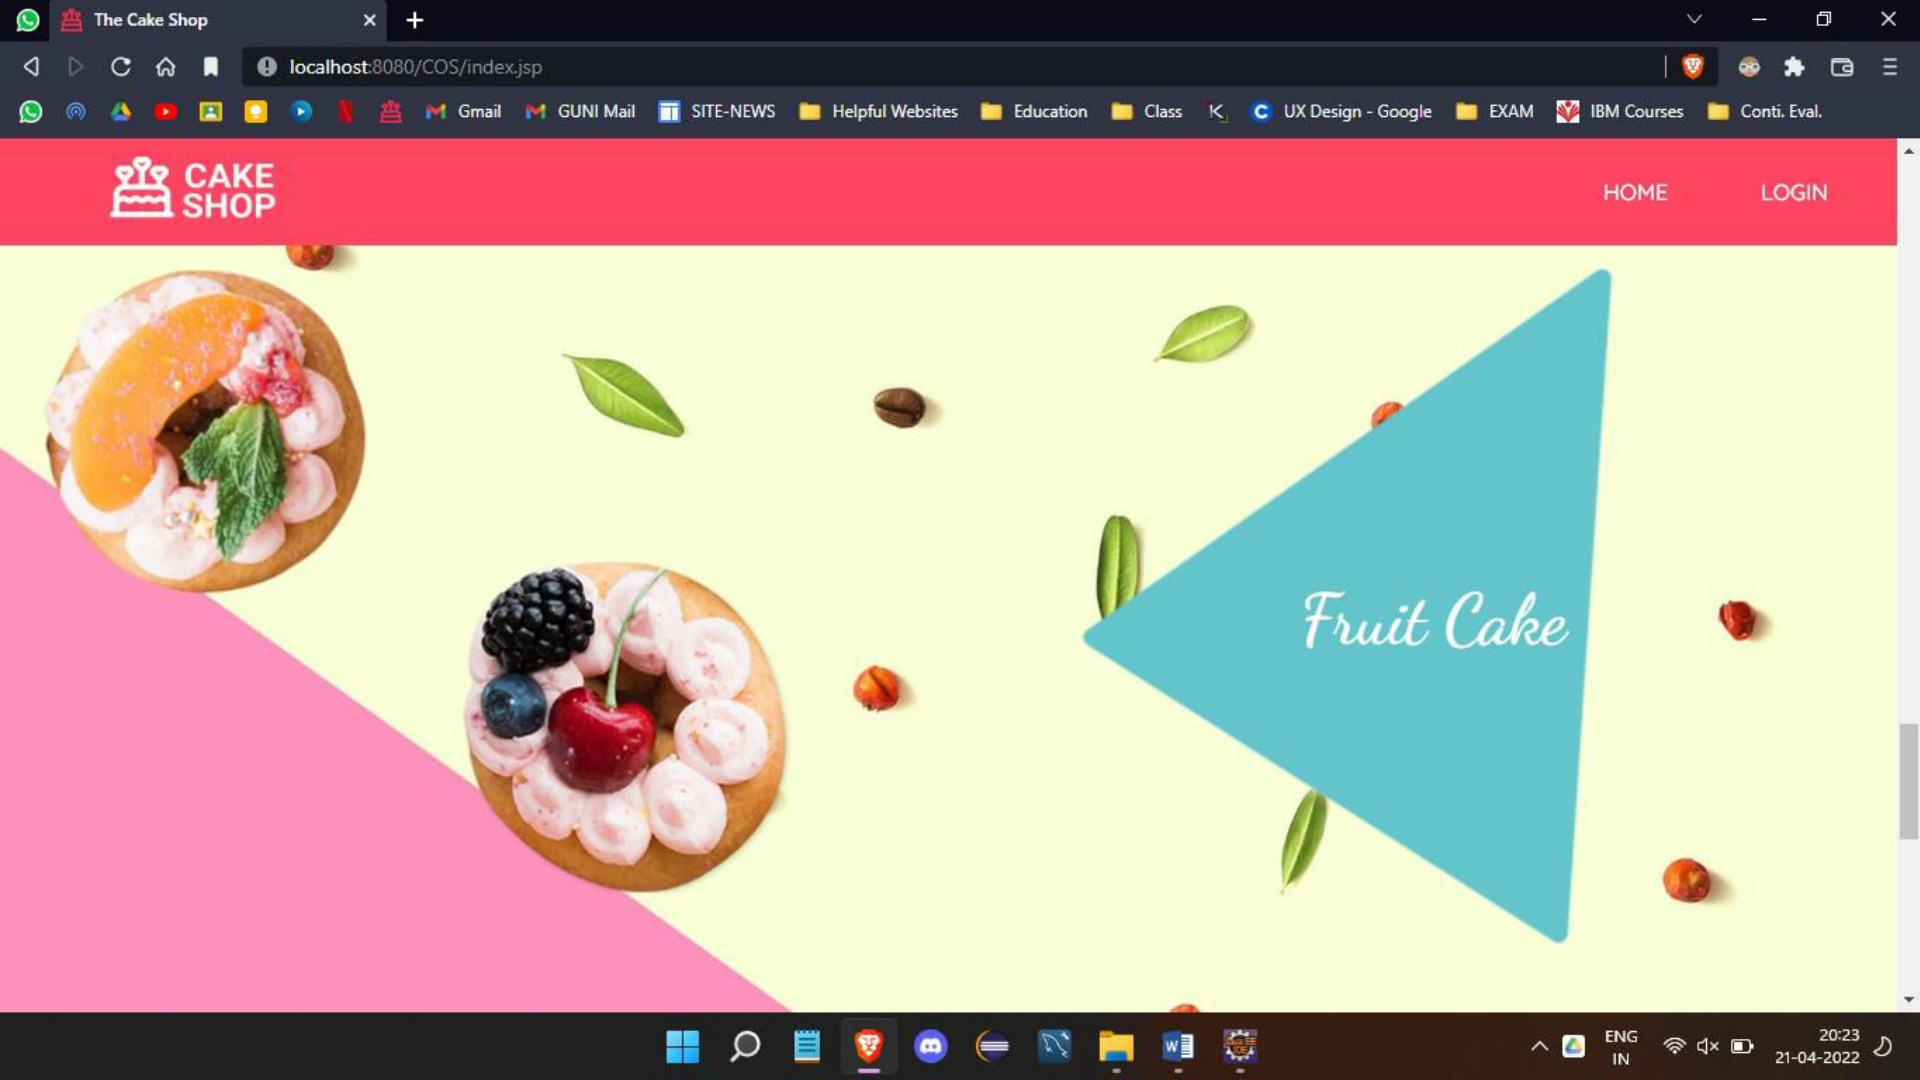 The Cake Shop
localhost:8080/COS/index.jsp
Gmail
GUNI Mail
SITE-NEWS
Helpful Websites
Education
Class
UX Design - Google
EXAM
IBM Courses
Conti. Eval.
CAKE
SHOP
HOME
LOGIN
Fruit Cake
ENG
IN
20:23
21-04-2022